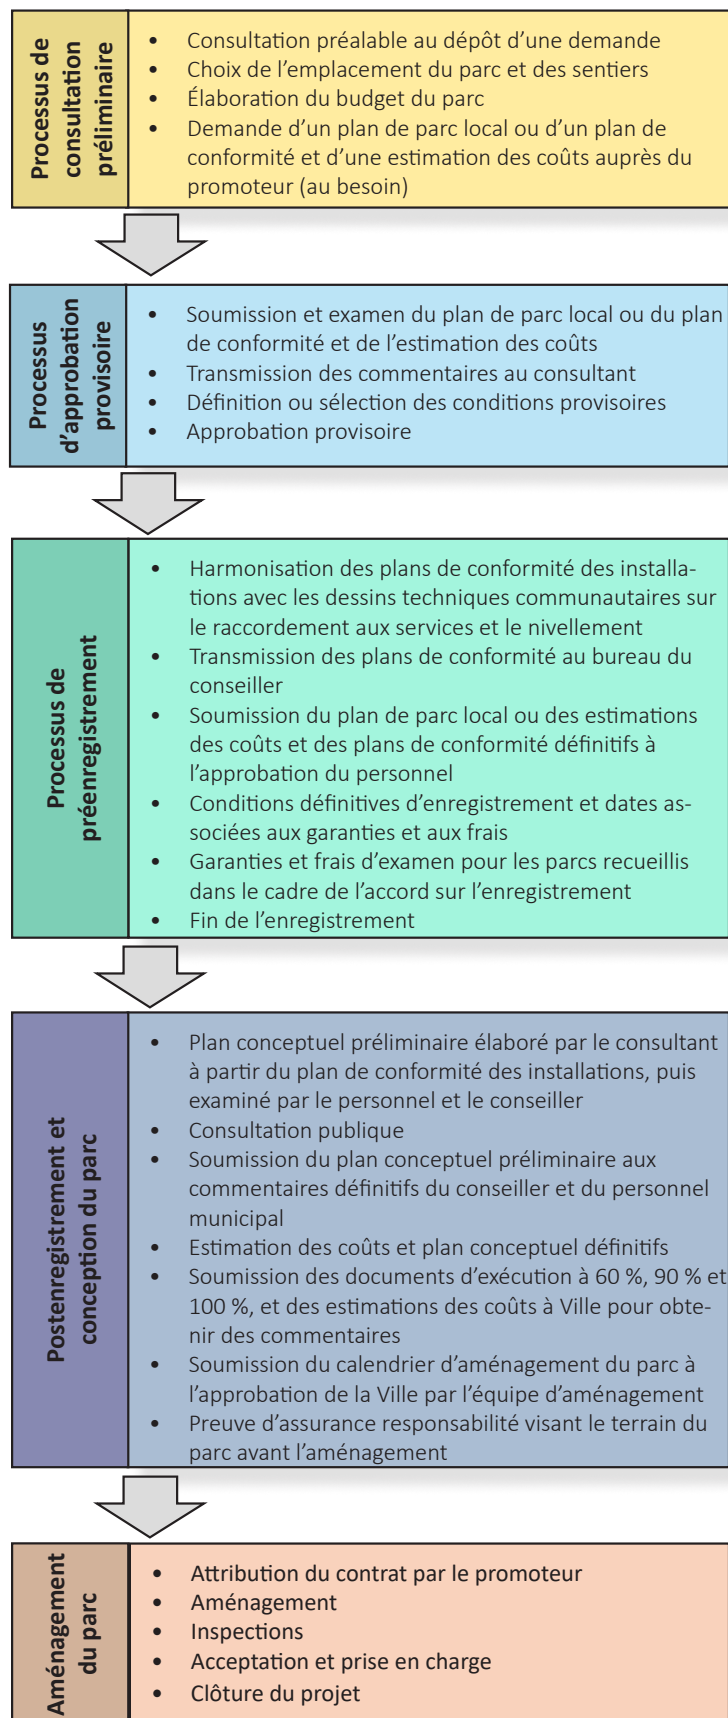 Processus de
consultation
préliminaire
• Consultation préalable au dépôt d’une demande
• Choix de l’emplacement du parc et des sentiers
• Élaboration du budget du parc
• Demande d’un plan de parc local ou d’un plan de
conformité et d’une estimation des coûts auprès du
promoteur (au besoin)
Processus
d’approbation
provisoire
• Soumission et examen du plan de parc local ou du plan
de conformité et de l’estimation des coûts
• Transmission des commentaires au consultant
• Définition ou sélection des conditions provisoires
• Approbation provisoire
Processus de
préenregistrement
• Harmonisation des plans de conformité des installa-
tions avec les dessins techniques communautaires sur
le raccordement aux services et le nivellement
• Transmission des plans de conformité au bureau du
conseiller
• Soumission du plan de parc local ou des estimations
des coûts et des plans de conformité définitifs à
l’approbation du personnel
• Conditions définitives d’enregistrement et dates as-
sociées aux garanties et aux frais
• Garanties et frais d’examen pour les parcs recueillis
dans le cadre de l’accord sur l’enregistrement
• Fin de l’enregistrement
Postenregistrement et
conception du parc
• Plan conceptuel préliminaire élaboré par le consultant
à partir du plan de conformité des installations, puis
examiné par le personnel et le conseiller
• Consultation publique
• Soumission du plan conceptuel préliminaire aux
commentaires définitifs du conseiller et du personnel
municipal
• Estimation des coûts et plan conceptuel définitifs
• Soumission des documents d’exécution à 60 %, 90 % et
100 %, et des estimations des coûts à Ville pour obte-
nir des commentaires
• Soumission du calendrier d’aménagement du parc à
l’approbation de la Ville par l’équipe d’aménagement
• Preuve d’assurance responsabilité visant le terrain du
parc avant l’aménagement
Aménagement
du parc
• Attribution du contrat par le promoteur
• Aménagement
• Inspections
• Acceptation et prise en charge
• Clôture du projet